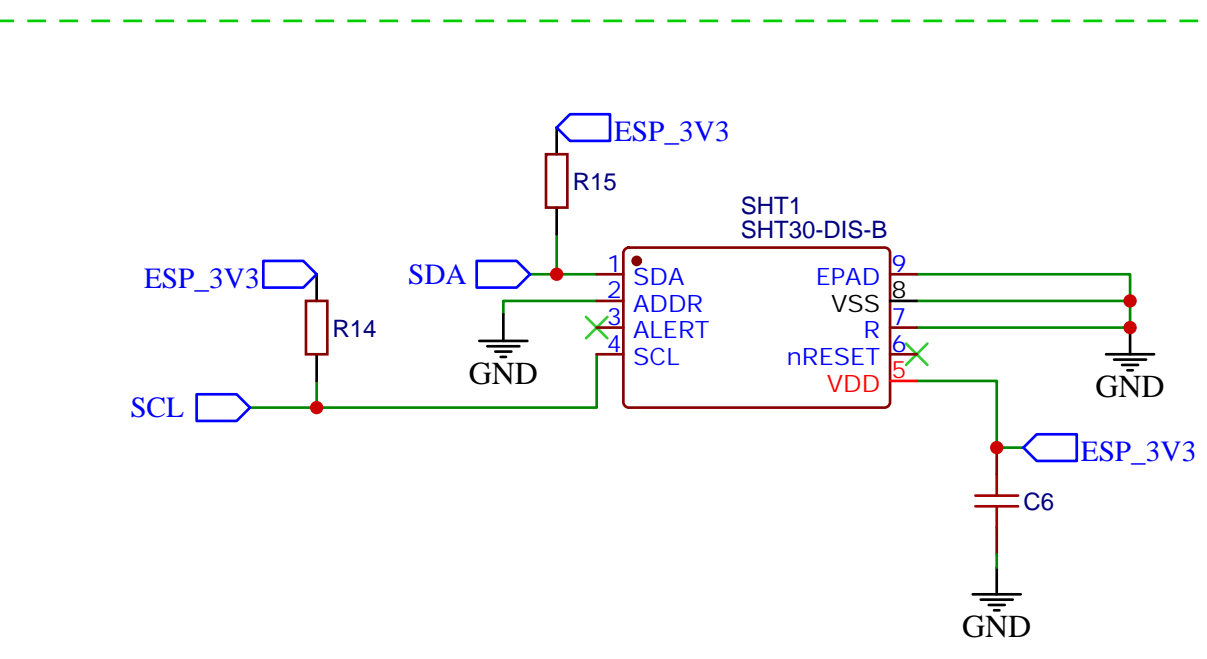 ESP_3V3
R15
SHT1
SHT30-DIS-B
ESP_3V3
SDA
1
SDA
EPAD
9
2
ADDR
VSS
8
R14
3
ALERT
R
7
4
SCL
nRESET
6
GND
VDD
5
GND
SCL
ESP_3V3
C6
GND